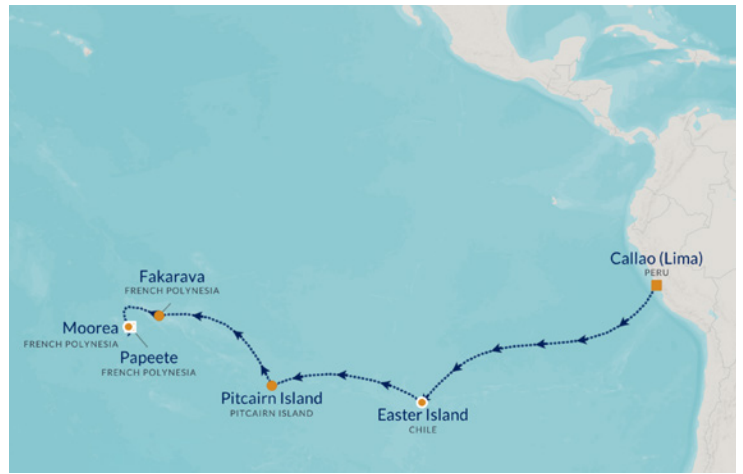 Callao (Lima)
PERU
Fakarava
FRENCH POLYNESIA
Moorea
FRENCH POLYNESIA
Papeete
FRENCH POLYNESIA
Pitcairn Island
PITCAIRN ISLAND
Easter Island
CHILE